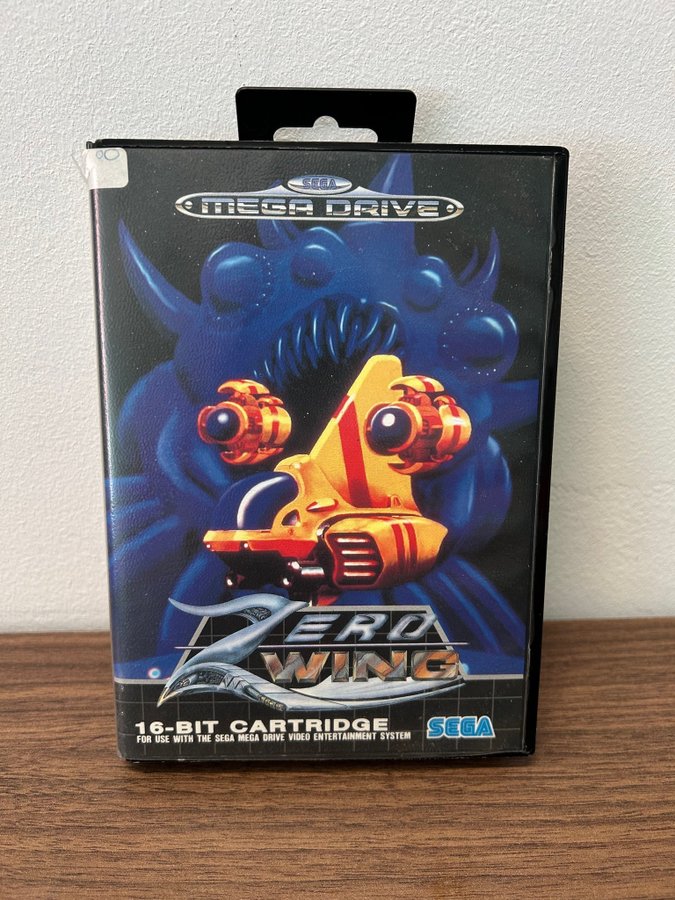 SEGA
MEGA DRIVE
ZERO
WING
16-BIT CARTRIDGE
FOR USE WITH THE SEGA MEGA DRIVE VIDEO ENTERTAINMENT SYSTEM
SEGA